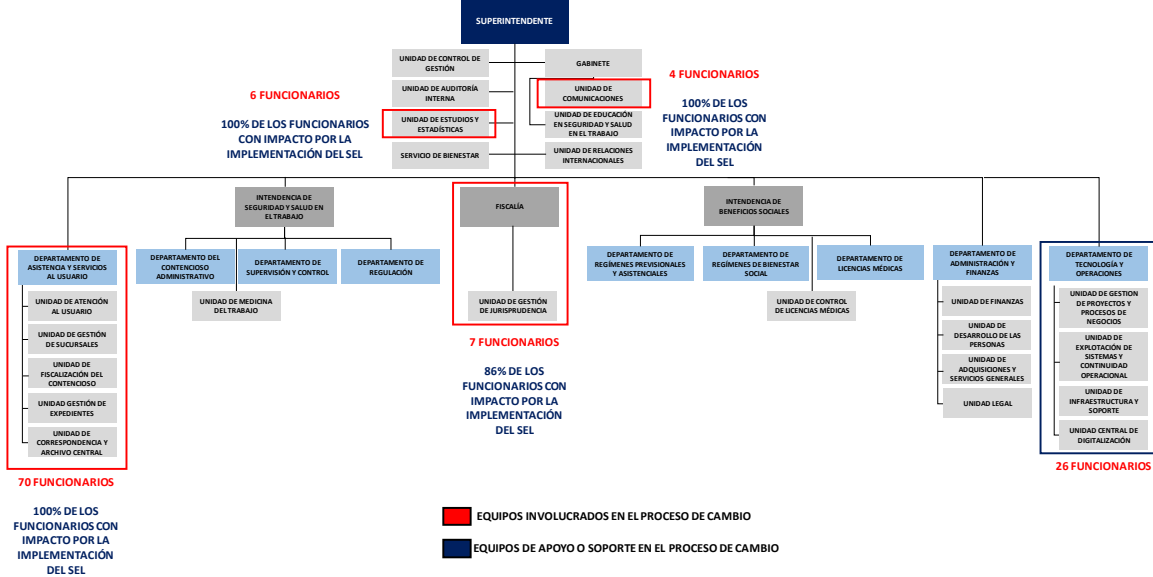 SUPERINTENDENTE
UNIDAD DE CONTROL DE
GESTIÓN
GABINETE
UNIDAD DE AUDITORÍA
INTERNA
UNIDAD DE
COMUNICACIONES
UNIDAD DE ESTUDIOS Y
ESTADÍSTICAS
UNIDAD DE EDUCACIÓN
EN SEGURIDAD Y SALUD
EN EL TRABAJO
SERVICIO DE BIENESTAR
UNIDAD DE RELACIONES
INTERNACIONALES
6 FUNCIONARIOS
100% DE LOS FUNCIONARIOS
CON IMPACTO POR LA
IMPLEMENTACIÓN DEL SEL
4 FUNCIONARIOS
100% DE LOS
FUNCIONARIOS CON
IMPACTO POR LA
IMPLEMENTACIÓN
DEL SEL
INTENDENCIA DE
SEGURIDAD Y SALUD EN
EL TRABAJO
FISCALÍA
INTENDENCIA DE
BENEFICIOS SOCIALES
DEPARTAMENTO DE
ASISTENCIA Y SERVICIOS
AL USUARIO
DEPARTAMENTO DEL
CONTENCIOSO
ADMINISTRATIVO
DEPARTAMENTO DE
SUPERVISIÓN Y CONTROL
DEPARTAMENTO DE
REGULACIÓN
DEPARTAMENTO DE
REGÍMENES PREVISIONALES
Y ASISTENCIALES
DEPARTAMENTO DE
REGÍMENES DE BIENESTAR
SOCIAL
DEPARTAMENTO DE
LICENCIAS MÉDICAS
DEPARTAMENTO DE
ADMINISTRACIÓN Y
FINANZAS
DEPARTAMENTO DE
TECNOLOGÍA Y
OPERACIONES
UNIDAD DE ATENCIÓN
AL USUARIO
UNIDAD DE GESTIÓN
DE SUCURSALES
UNIDAD DE
FISCALIZACIÓN DEL
CONTENCIOSO
UNIDAD GESTIÓN DE
EXPEDIENTES
UNIDAD DE
CORRESPONDENCIA Y
ARCHIVO CENTRAL
UNIDAD DE MEDICINA
DEL TRABAJO
UNIDAD DE GESTIÓN
DE JURISPRUDENCIA
UNIDAD DE CONTROL
DE LICENCIAS MÉDICAS
UNIDAD DE FINANZAS
UNIDAD DE
DESARROLLO DE LAS
PERSONAS
UNIDAD DE
ADQUISICIONES Y
SERVICIOS GENERALES
UNIDAD LEGAL
UNIDAD DE GESTION
DE PROYECTOS Y
PROCESOS DE
NEGOCIOS
UNIDAD DE
EXPLOTACIÓN DE
SISTEMAS Y
CONTINUIDAD
OPERACIONAL
UNIDAD DE
INFRAESTRUCTURA Y
SOPORTE
UNIDAD CENTRAL DE
DIGITALIZACIÓN
7 FUNCIONARIOS
86% DE LOS
FUNCIONARIOS CON
IMPACTO POR LA
IMPLEMENTACIÓN
DEL SEL
26 FUNCIONARIOS
70 FUNCIONARIOS
100% DE LOS
FUNCIONARIOS CON
IMPACTO POR LA
IMPLEMENTACIÓN
DEL SEL
EQUIPOS INVOLUCRADOS EN EL PROCESO DE CAMBIO
EQUIPOS DE APOYO O SOPORTE EN EL PROCESO DE CAMBIO